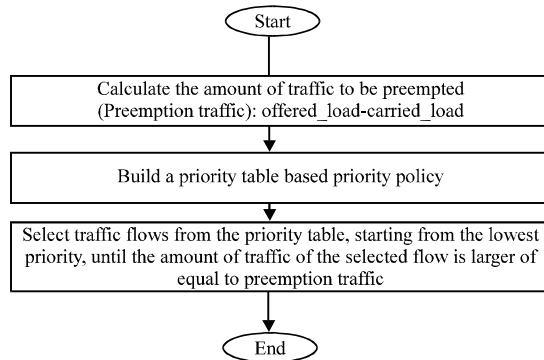 Start
Calculate the amount of traffic to be preempted
(Preemption traffic): offered_load-carried_load
Build a priority table based priority policy
Select traffic flows from the priority table, starting from the lowest
priority, until the amount of traffic of the selected flow is larger of
equal to preemption traffic
End